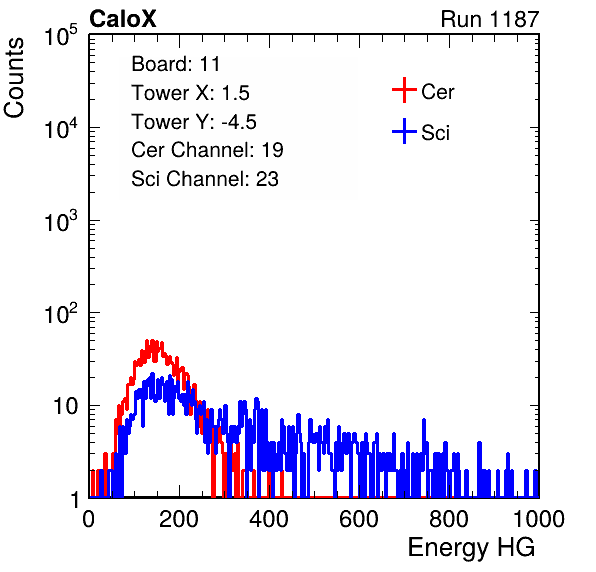 CaloX Run 1187
Counts
10^5
10^4
10^3
10^2
10
1
Board: 11
Tower X: 1.5
Tower Y: -4.5
Cer Channel: 19
Sci Channel: 23
Cer
Sci
0 200 400 600 800 1000
Energy HG